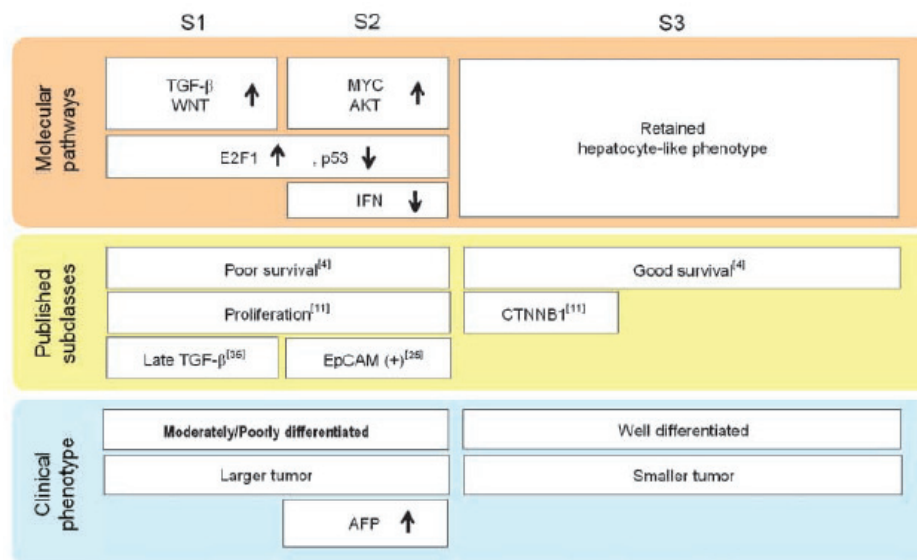 S1 S2 S3
Molecular pathways
TGF-β
WNT ↑
MYC
AKT ↑
Retained
hepatocyte-like phenotype
E2F1 ↑ , p53 ↓
IFN ↓
Published subclasses
Poor survival[4]
Good survival[4]
Proliferation[11]
CTNNB1[11]
Late TGF-β[35]
EpCAM (+)[25]
Clinical phenotype
Moderately/Poorly differentiated
Well differentiated
Larger tumor
Smaller tumor
AFP ↑